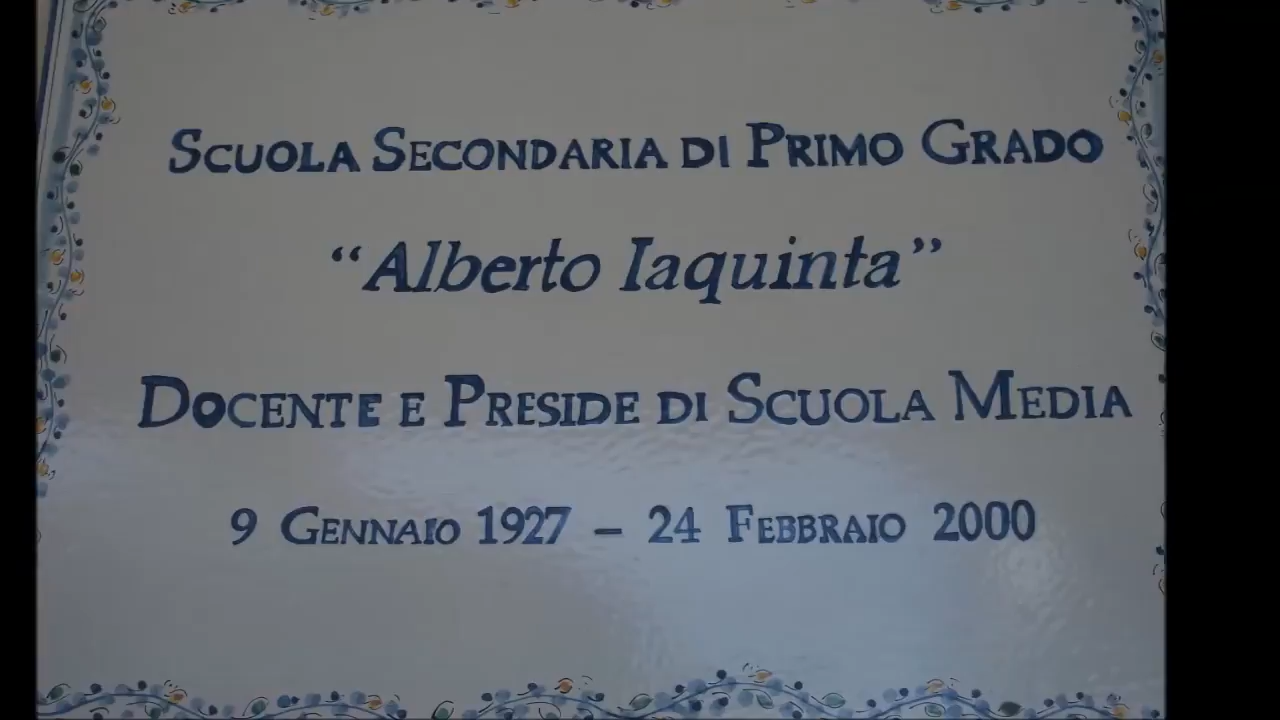 Scuola Secondaria di Primo Grado
“Alberto Iaquinta”
Docente e Preside di Scuola Media
9 Gennaio 1927 – 24 Febbraio 2000